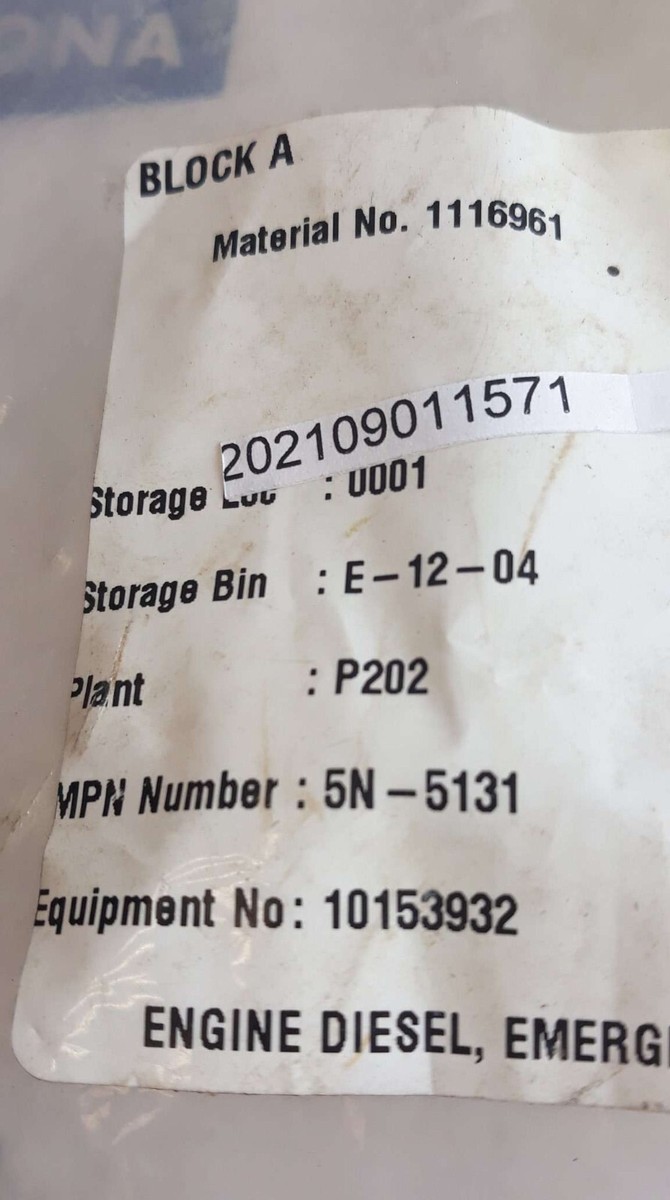 ONA
BLOCK A
Material No. 1116961
202109011571
Storage Loc : 0001
Storage Bin : E-12-04
Plant : P202
MPN Number : 5N-5131
Equipment No: 10153932
ENGINE DIESEL, EMERG